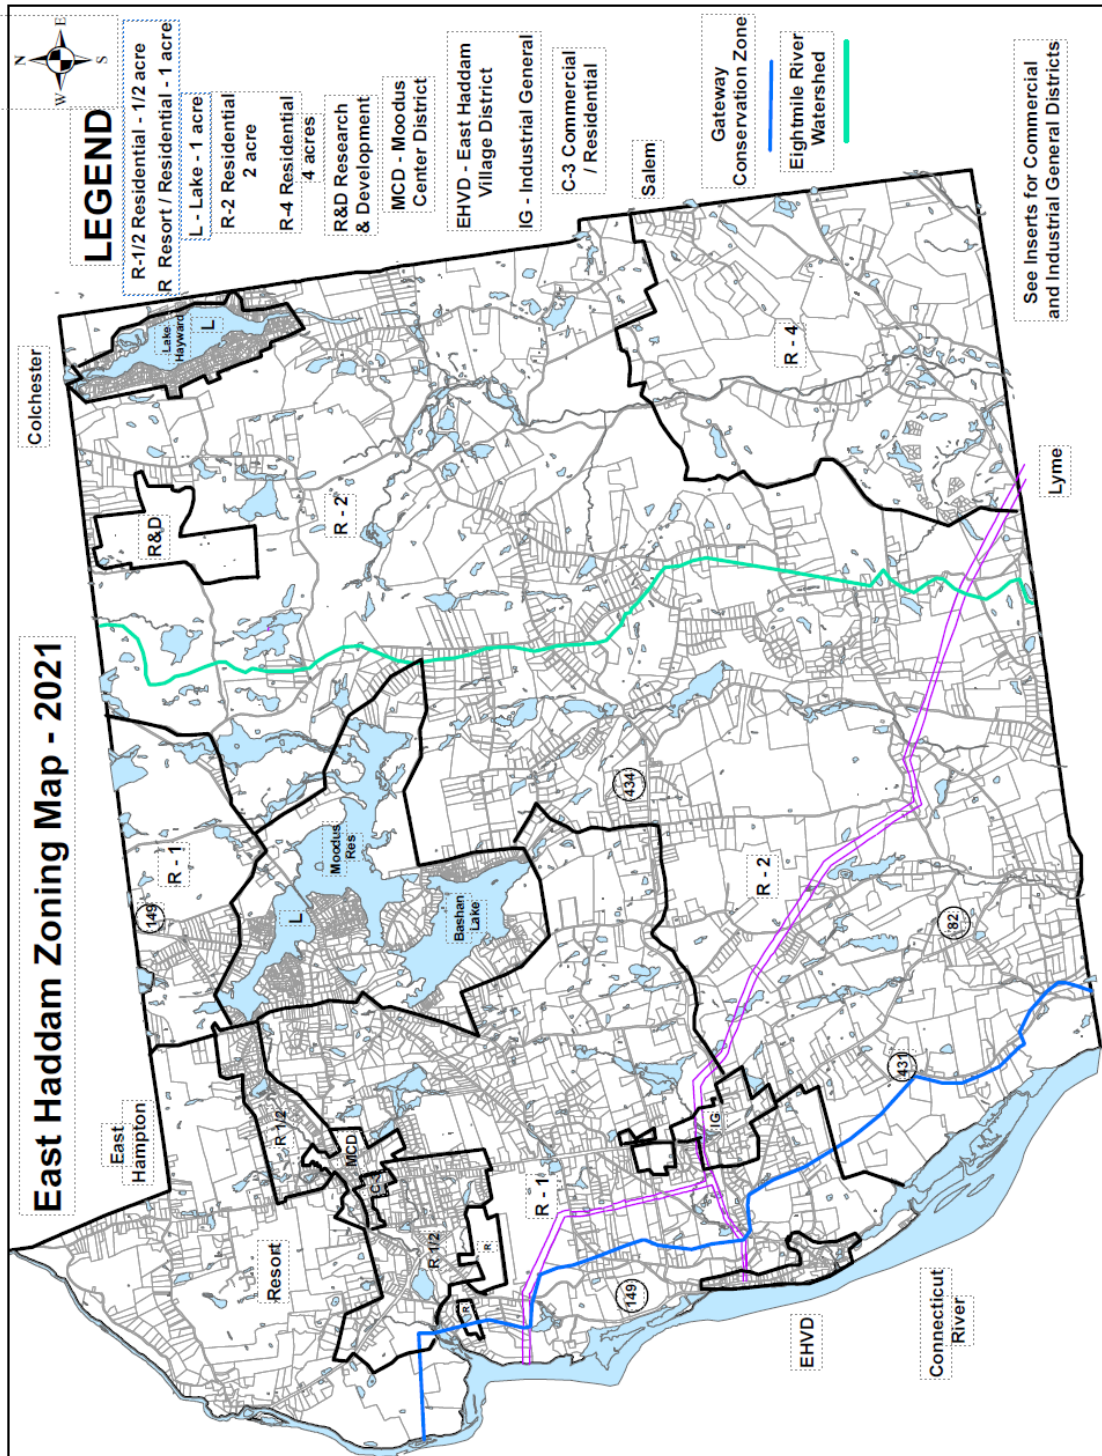 East Haddam Zoning Map - 2021
N
W
E
S
LEGEND
R-1/2 Residential - 1/2 acre
R Resort / Residential - 1 acre
L - Lake - 1 acre
R-2 Residential
2 acre
R-4 Residential
4 acres
R&D Research
& Development
MCD - Moodus
Center District
EHVD - East Haddam
Village District
IG - Industrial General
C-3 Commercial
/ Residential
Gateway
Conservation Zone
Eightmile River
Watershed
See Inserts for Commercial
and Industrial General Districts
Colchester
Salem
Lyme
East
Hampton
Resort
EHVD
Connecticut
River
Lake
Hayward
L
R&D
R - 2
R - 4
R - 1
149
Moodus
Res
L
Bashan
Lake
434
R - 2
82
431
R 1/2
MCD
C
R 1/2
R
R
R - 1
IG
149